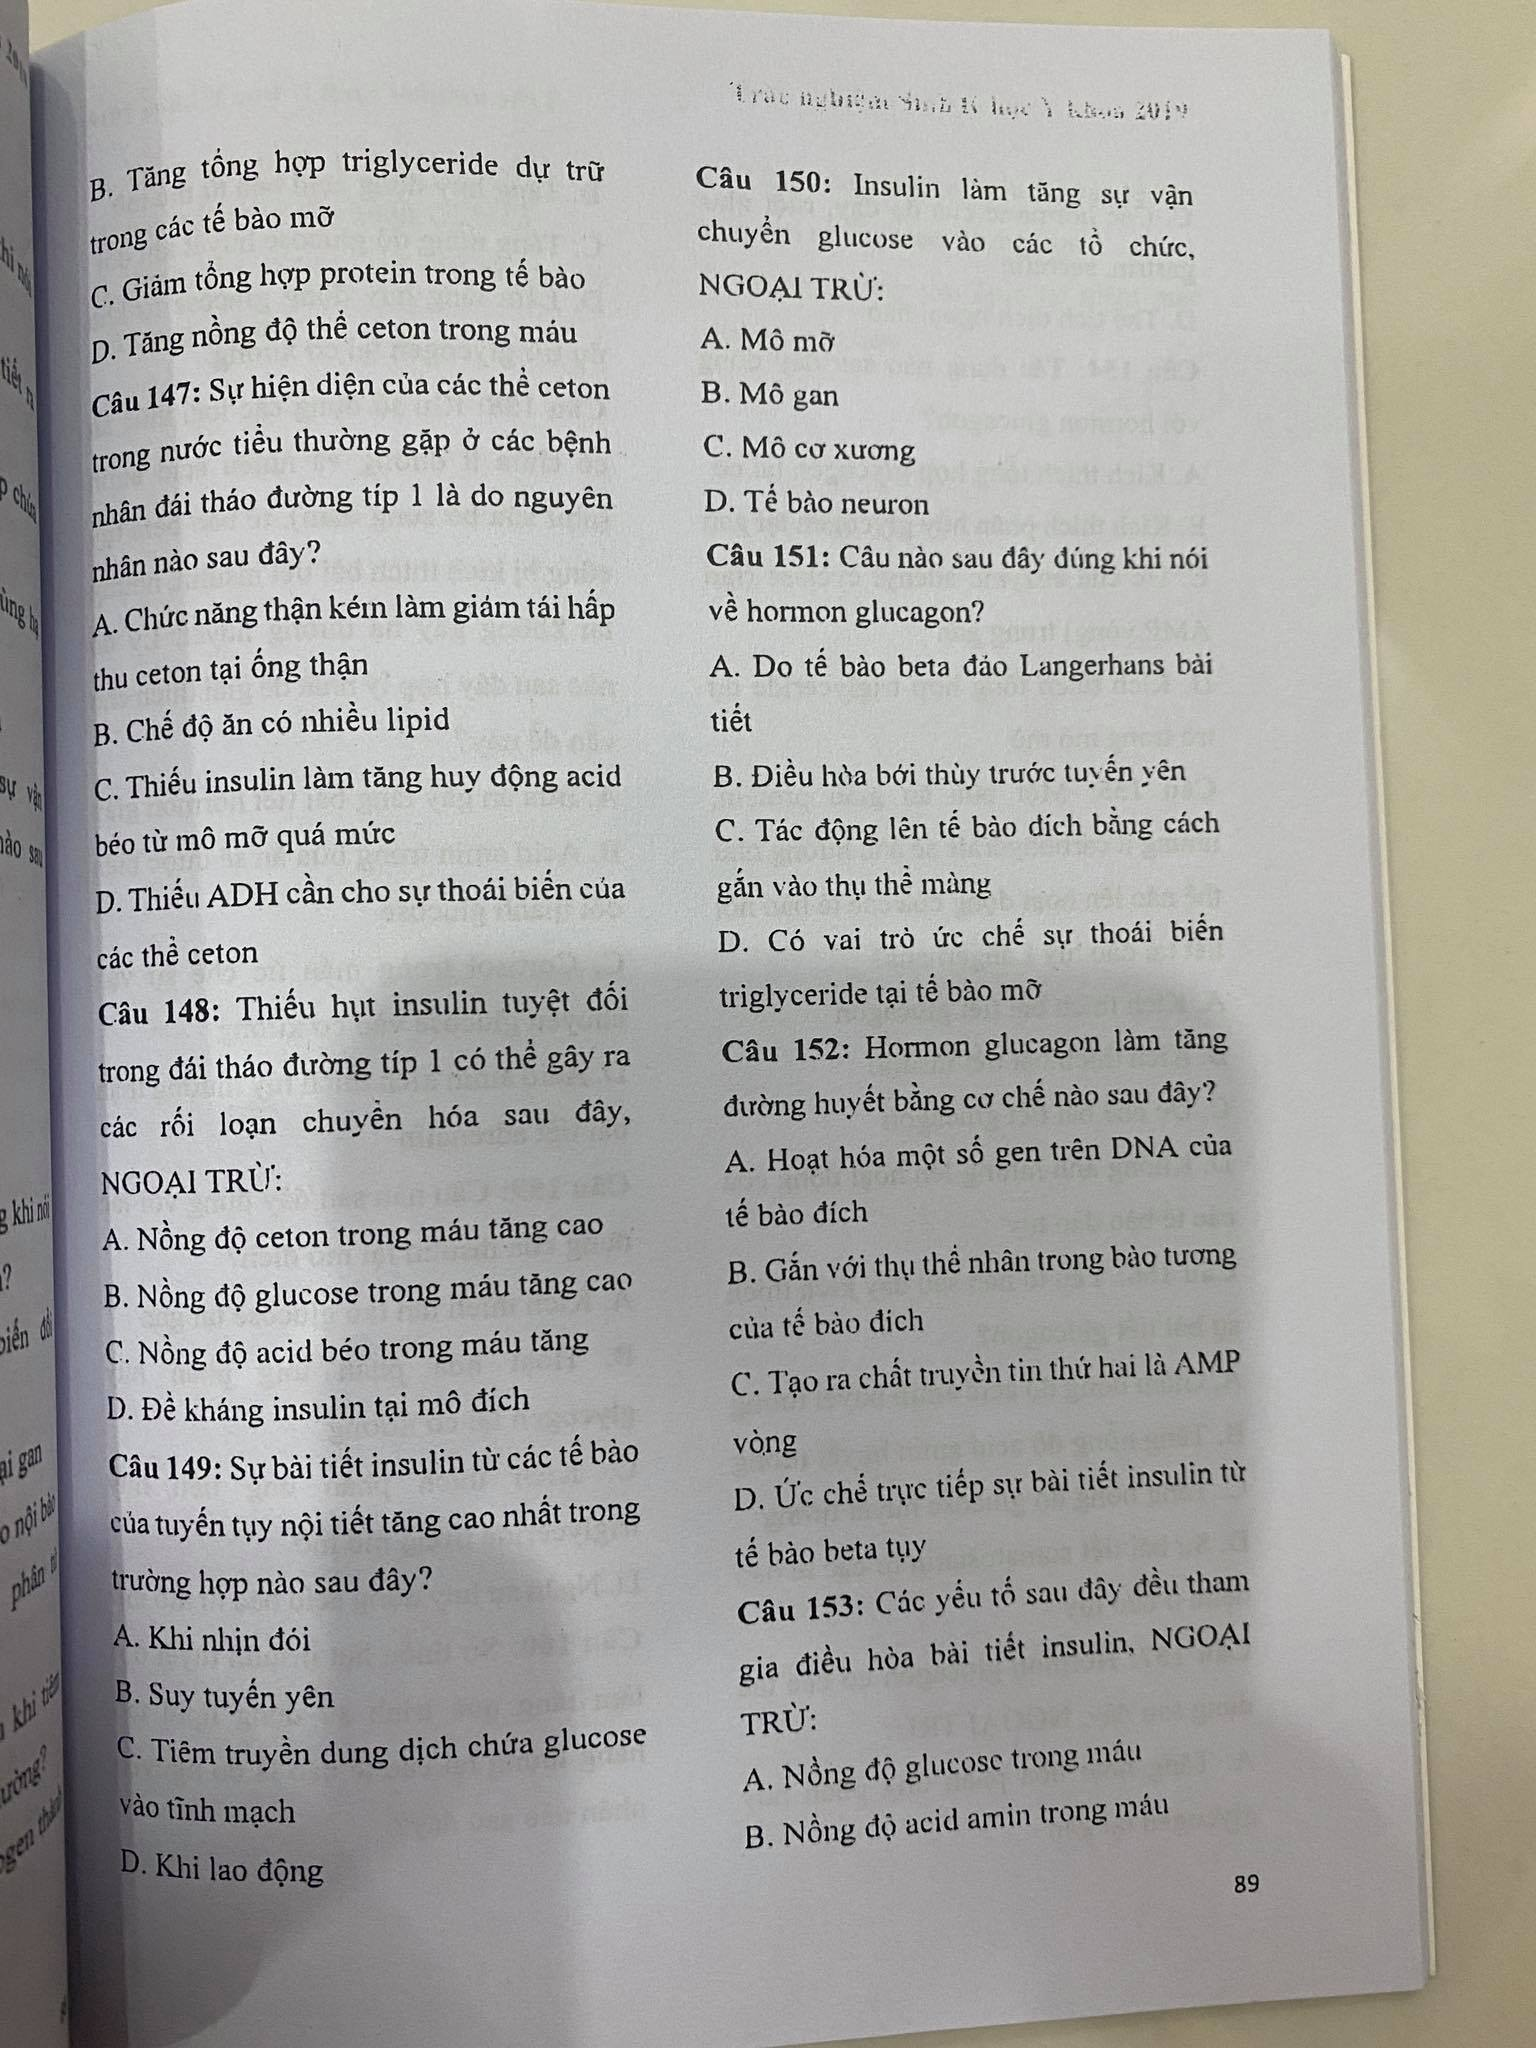 Trắc nghiệm Sinh lí học Y khoa 2019
B. Tăng tổng hợp triglyceride dự trữ
trong các tế bào mỡ
C. Giảm tổng hợp protein trong tế bào
D. Tăng nồng độ thể ceton trong máu
Câu 147: Sự hiện diện của các thể ceton
trong nước tiểu thường gặp ở các bệnh
nhân đái tháo đường típ 1 là do nguyên
nhân nào sau đây?
A. Chức năng thận kém làm giảm tái hấp
thu ceton tại ống thận
B. Chế độ ăn có nhiều lipid
C. Thiếu insulin làm tăng huy động acid
béo từ mô mỡ quá mức
D. Thiếu ADH cần cho sự thoái biến của
các thể ceton
Câu 148: Thiếu hụt insulin tuyệt đối
trong đái tháo đường típ 1 có thể gây ra
các rối loạn chuyển hóa sau đây,
NGOẠI TRỪ:
A. Nồng độ ceton trong máu tăng cao
B. Nồng độ glucose trong máu tăng cao
C. Nồng độ acid béo trong máu tăng
D. Đề kháng insulin tại mô đích
Câu 149: Sự bài tiết insulin từ các tế bào
của tuyến tụy nội tiết tăng cao nhất trong
trường hợp nào sau đây?
A. Khi nhịn đói
B. Suy tuyến yên
C. Tiêm truyền dung dịch chứa glucose
vào tĩnh mạch
D. Khi lao động
Câu 150: Insulin làm tăng sự vận
chuyển glucose vào các tổ chức,
NGOẠI TRỪ:
A. Mô mỡ
B. Mô gan
C. Mô cơ xương
D. Tế bào neuron
Câu 151: Câu nào sau đây đúng khi nói
về hormon glucagon?
A. Do tế bào beta đảo Langerhans bài
tiết
B. Điều hòa bởi thùy trước tuyến yên
C. Tác động lên tế bào đích bằng cách
gắn vào thụ thể màng
D. Có vai trò ức chế sự thoái biến
triglyceride tại tế bào mỡ
Câu 152: Hormon glucagon làm tăng
đường huyết bằng cơ chế nào sau đây?
A. Hoạt hóa một số gen trên DNA của
tế bào đích
B. Gắn với thụ thể nhân trong bào tương
của tế bào đích
C. Tạo ra chất truyền tin thứ hai là AMP
vòng
D. Ức chế trực tiếp sự bài tiết insulin từ
tế bào beta tụy
Câu 153: Các yếu tố sau đây đều tham
gia điều hòa bài tiết insulin, NGOẠI
TRỪ:
A. Nồng độ glucose trong máu
B. Nồng độ acid amin trong máu
89